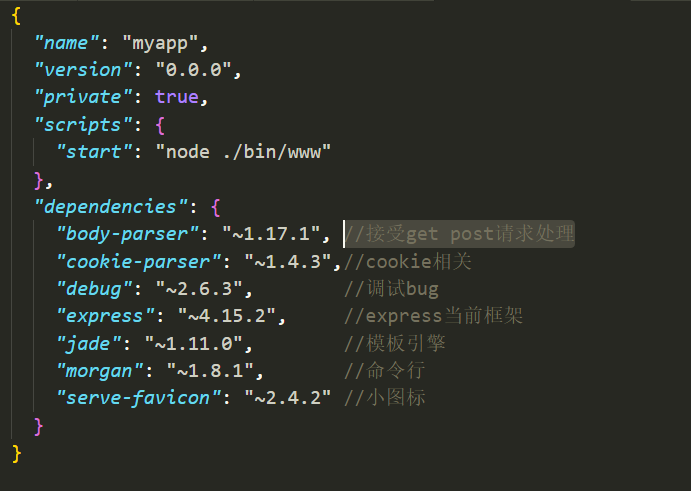 {
"name": "myapp",
"version": "0.0.0",
"private": true,
"scripts": {
"start": "node ./bin/www"
},
"dependencies": {
"body-parser": "~1.17.1", //接受get post请求处理
"cookie-parser": "~1.4.3",//cookie相关
"debug": "~2.6.3", //调试bug
"express": "~4.15.2", //express当前框架
"jade": "~1.11.0", //模板引擎
"morgan": "~1.8.1", //命令行
"serve-favicon": "~2.4.2" //小图标
}
}